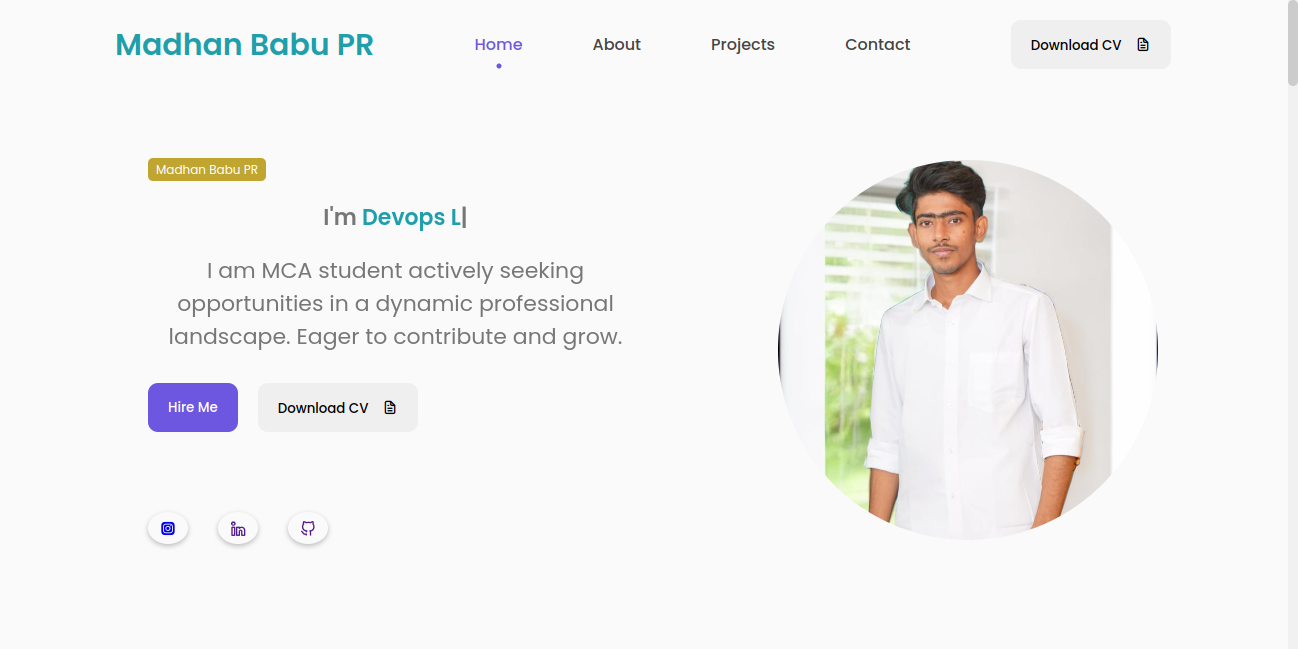 Madhan Babu PR
Home
About
Projects
Contact
Download CV
Madhan Babu PR
I'm Devops L|
I am MCA student actively seeking
opportunities in a dynamic professional
landscape. Eager to contribute and grow.
Hire Me
Download CV
in